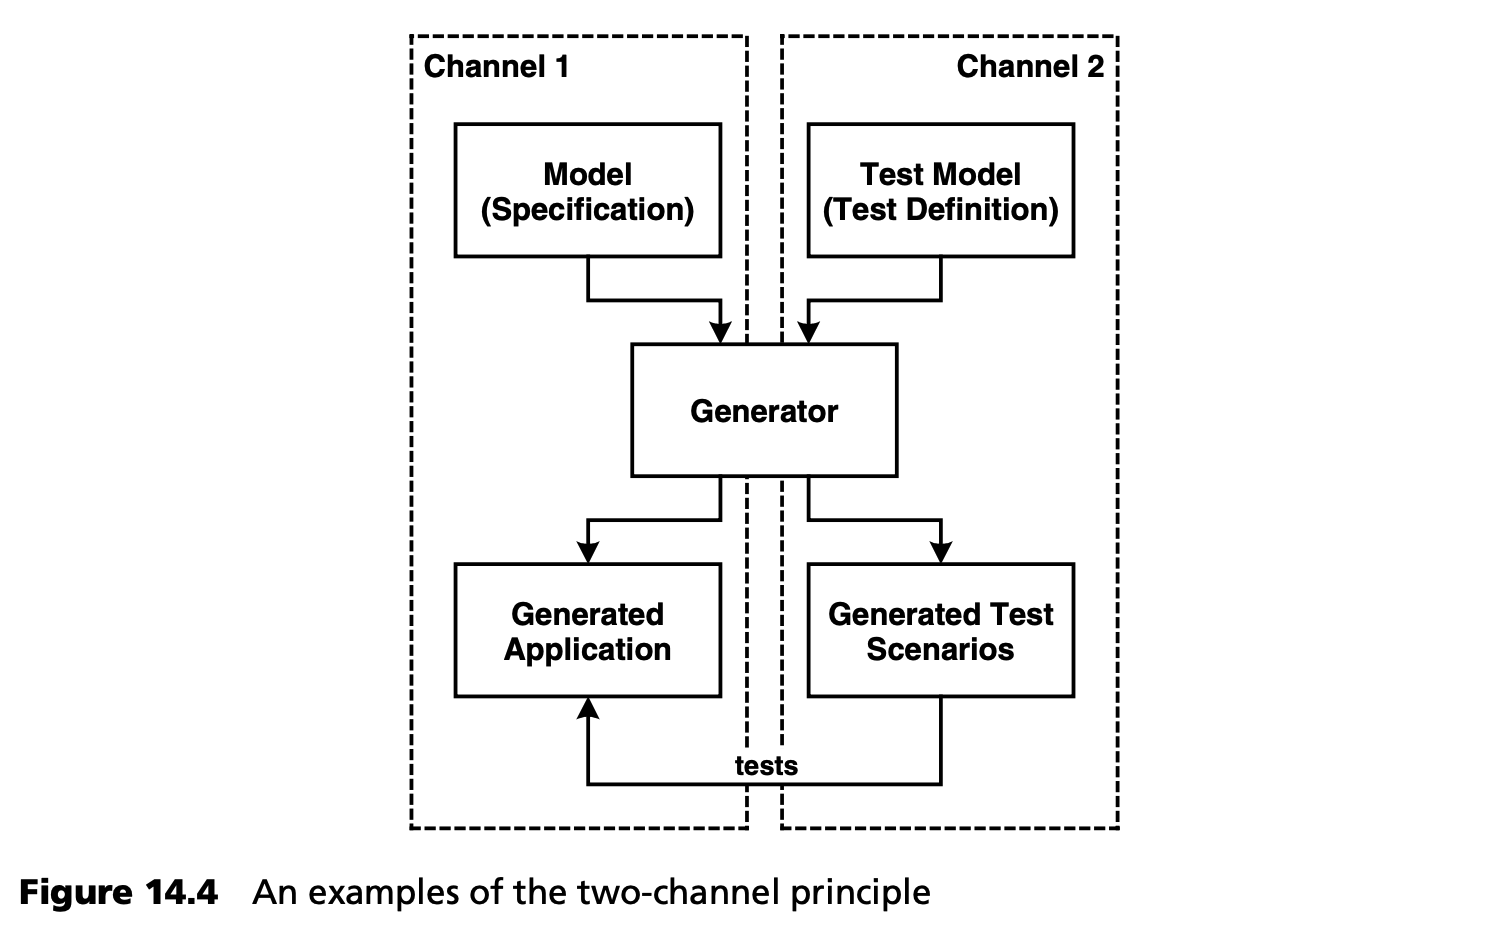 Channel 1
Channel 2
Model
(Specification)
Test Model
(Test Definition)
Generator
Generated
Application
Generated Test
Scenarios
tests
Figure 14.4 An examples of the two-channel principle